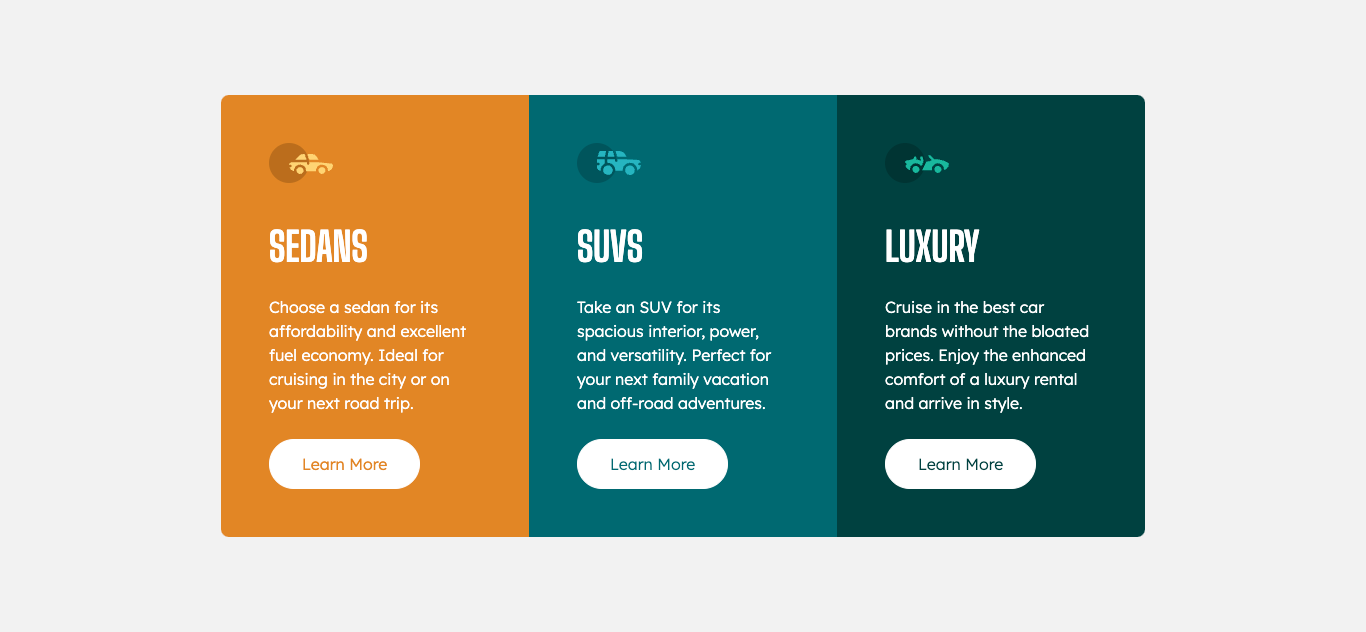 SEDANS
Choose a sedan for its
affordability and excellent
fuel economy. Ideal for
cruising in the city or on
your next road trip.
Learn More
SUVS
Take an SUV for its
spacious interior, power,
and versatility. Perfect for
your next family vacation
and off-road adventures.
Learn More
LUXURY
Cruise in the best car
brands without the bloated
prices. Enjoy the enhanced
comfort of a luxury rental
and arrive in style.
Learn More